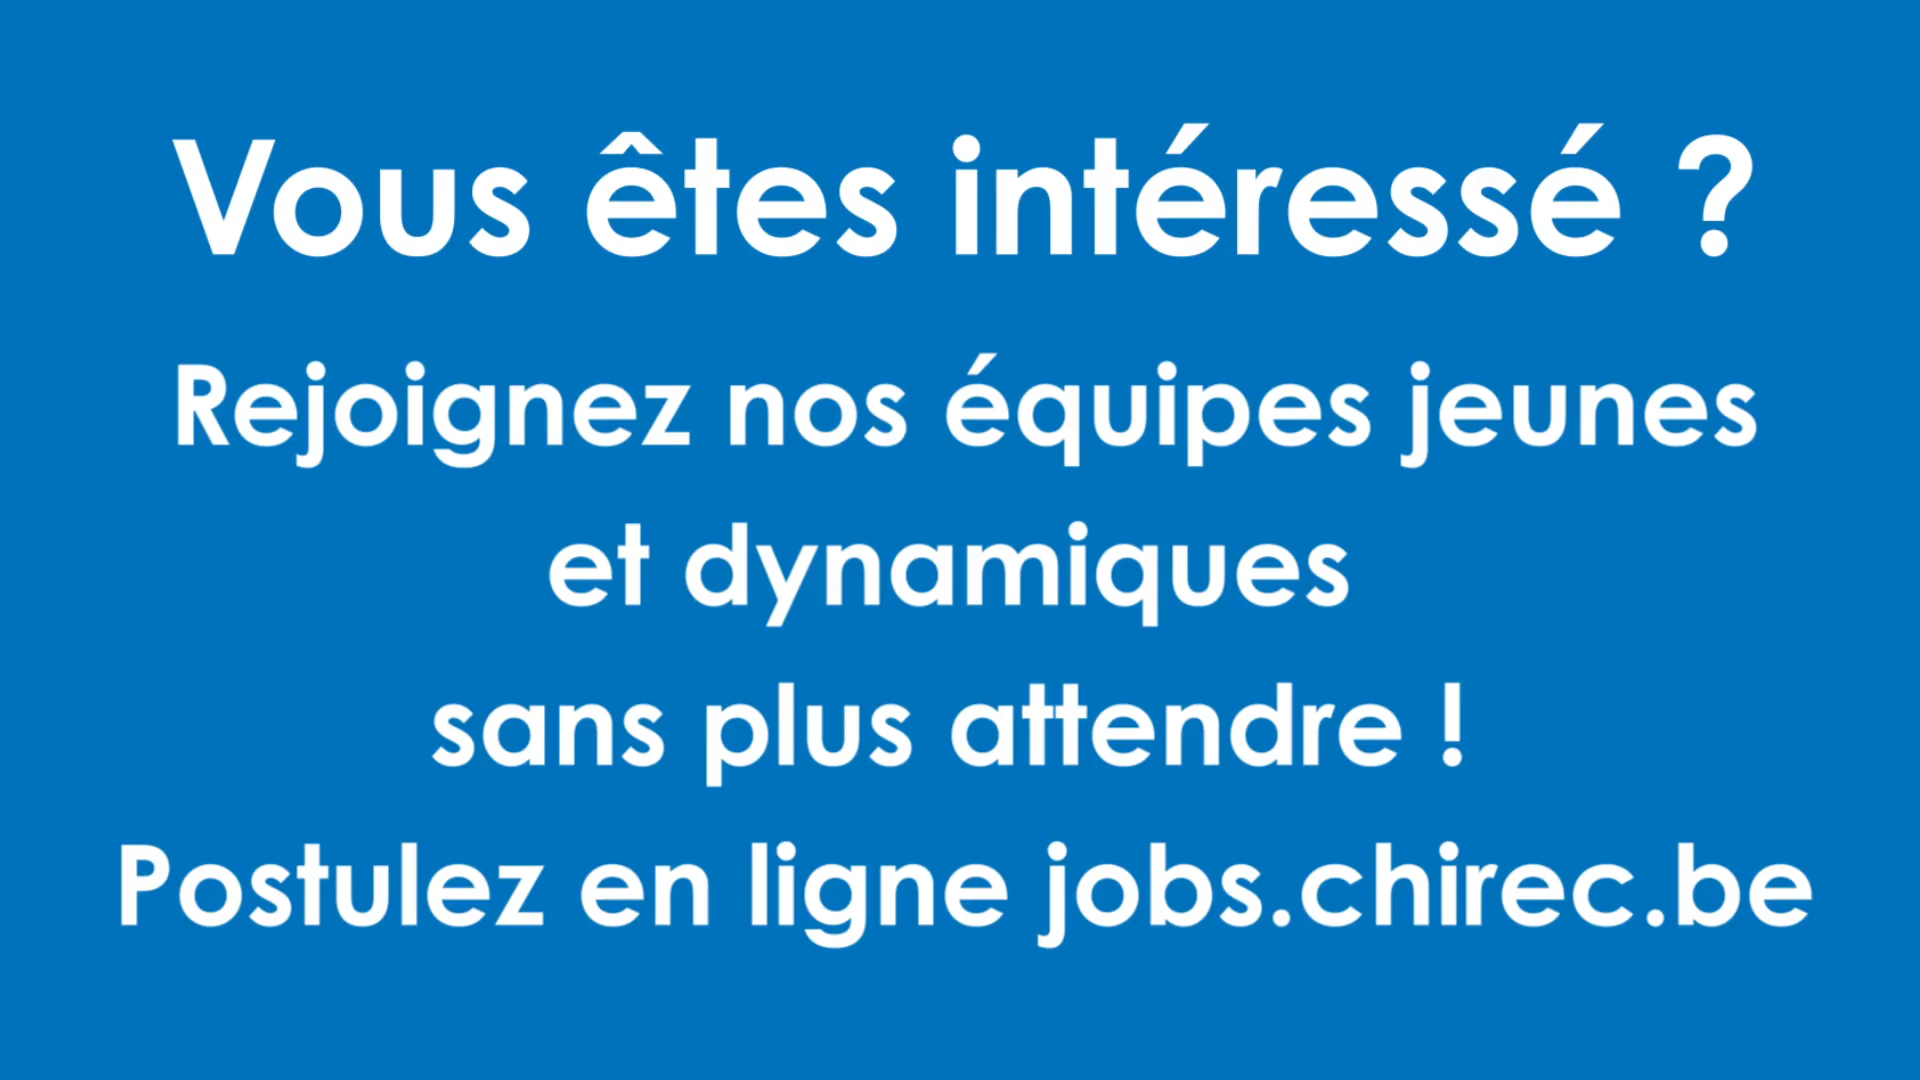 Vous êtes intéressé ?
Rejoignez nos équipes jeunes
et dynamiques
sans plus attendre !
Postulez en ligne jobs.chirec.be